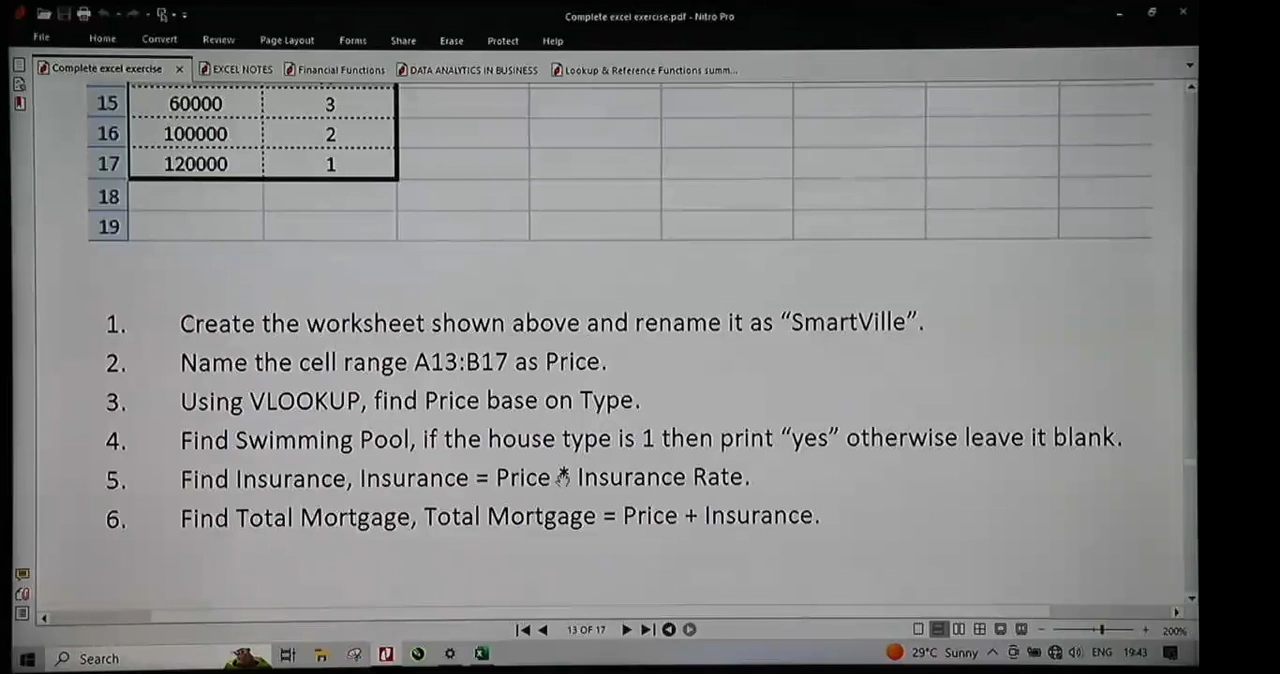 Complete excel exercise.pdf - Nitro Pro
File Home Convert Review Page Layout Forms Share Erase Protect Help
Complete excel exercise × EXCEL NOTES Financial Functions DATA ANALYTICS IN BUSINESS Lookup & Reference Functions summ...
15 60000 3
16 100000 2
17 120000 1
18
19
1. Create the worksheet shown above and rename it as “SmartVille”.
2. Name the cell range A13:B17 as Price.
3. Using VLOOKUP, find Price base on Type.
4. Find Swimming Pool, if the house type is 1 then print “yes” otherwise leave it blank.
5. Find Insurance, Insurance = Price * Insurance Rate.
6. Find Total Mortgage, Total Mortgage = Price + Insurance.
13 OF 17
200%
Search
29°C Sunny ENG 19:43